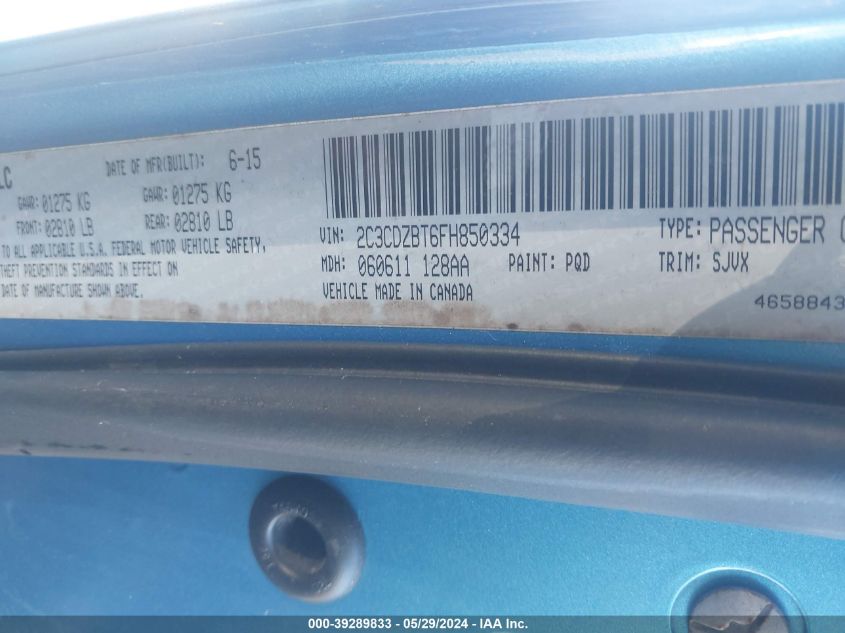 LC
DATE OF MFR(BUILT): 6-15
GAWR: 01275 KG GAWR: 01275 KG
FRONT: 02810 LB REAR: 02810 LB
TO ALL APPLICABLE U.S.A. FEDERAL MOTOR VEHICLE SAFETY,
THEFT PREVENTION STANDARDS IN EFFECT ON
DATE OF MANUFACTURE SHOWN ABOVE.
VIN: 2C3CDZBT6FH850334 TYPE: PASSENGER
MDH: 060611 128AA PAINT: PQD TRIM: SJVX
VEHICLE MADE IN CANADA
4658843
000-39289833 - 05/29/2024 - IAA Inc.